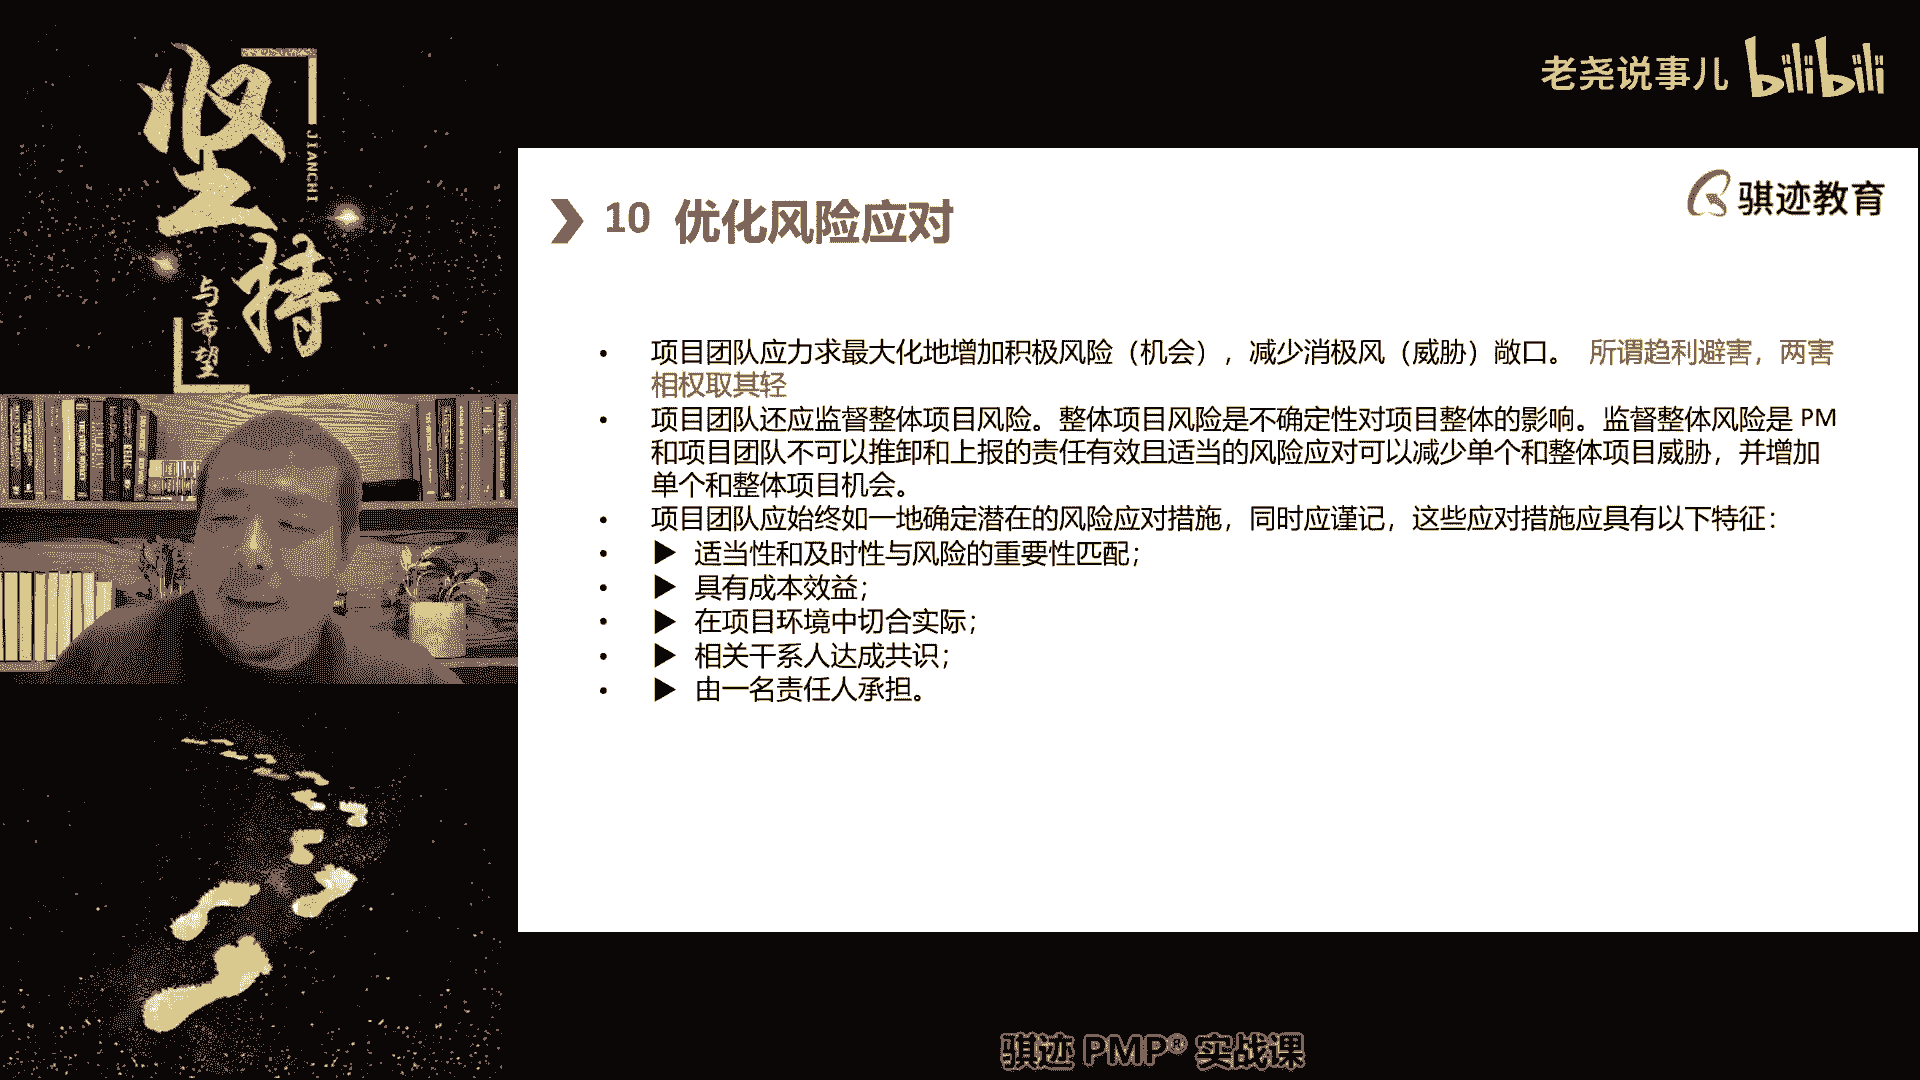 坚持
JIANCHI
与希望
老尧说事儿 bilibili
骐迹教育
10 优化风险应对
• 项目团队应力求最大化地增加积极风险（机会），减少消极风（威胁）敞口。 所谓趋利避害，两害
相权取其轻
• 项目团队还应监督整体项目风险。整体项目风险是不确定性对项目整体的影响。监督整体风险是 PM
和项目团队不可以推卸和上报的责任有效且适当的风险应对可以减少单个和整体项目威胁，并增加
单个和整体项目机会。
• 项目团队应始终如一地确定潜在的风险应对措施，同时应谨记，这些应对措施应具有以下特征：
• ▶ 适当性和及时性与风险的重要性匹配；
• ▶ 具有成本效益；
• ▶ 在项目环境中切合实际；
• ▶ 相关干系人达成共识；
• ▶ 由一名责任人承担。
骐迹 PMP® 实战课